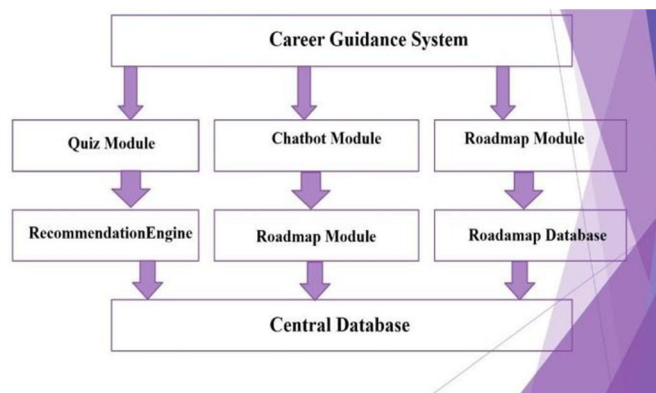 Career Guidance System
Quiz Module
Chatbot Module
Roadmap Module
RecommendationEngine
Roadmap Module
Roadamap Database
Central Database